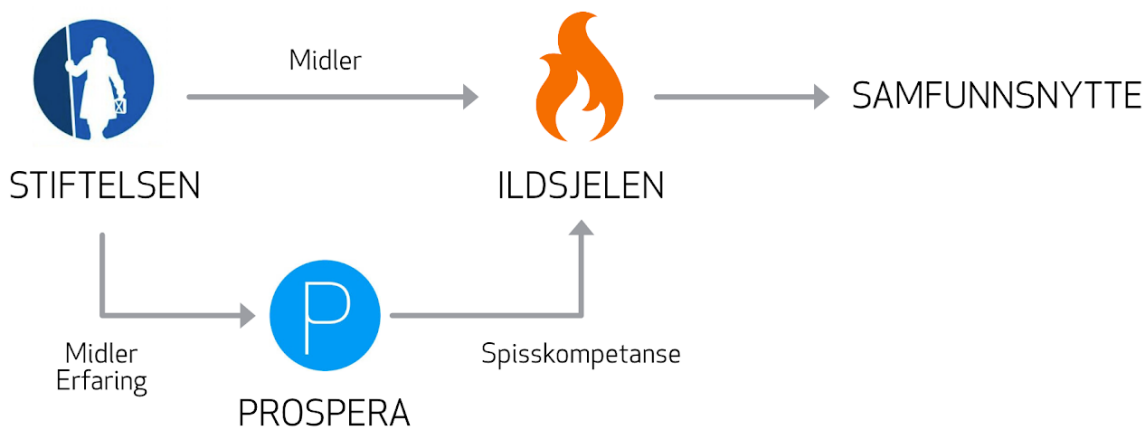 Midler
SAMFUNNSNYTTE
STIFTELSEN
ILDSJELEN
P
Midler
Erfaring
Spisskompetanse
PROSPERA